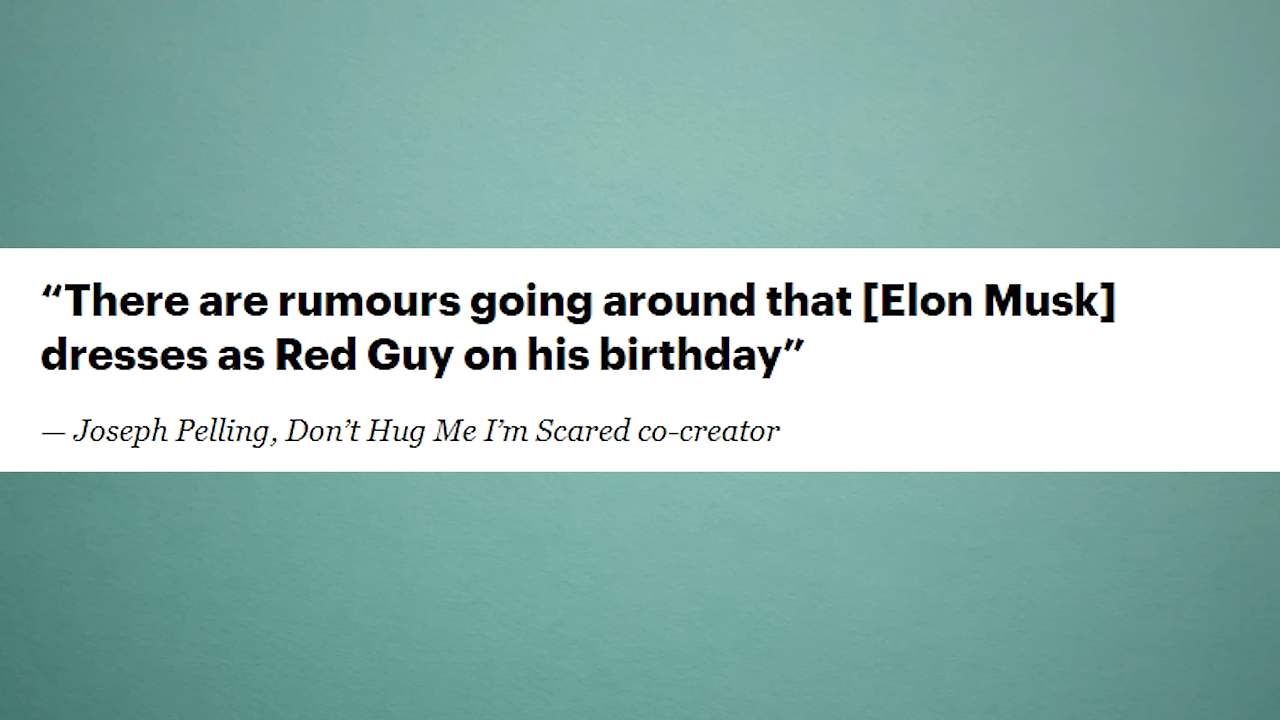 “There are rumours going around that [Elon Musk]
dresses as Red Guy on his birthday”
— Joseph Pelling, Don’t Hug Me I’m Scared co-creator